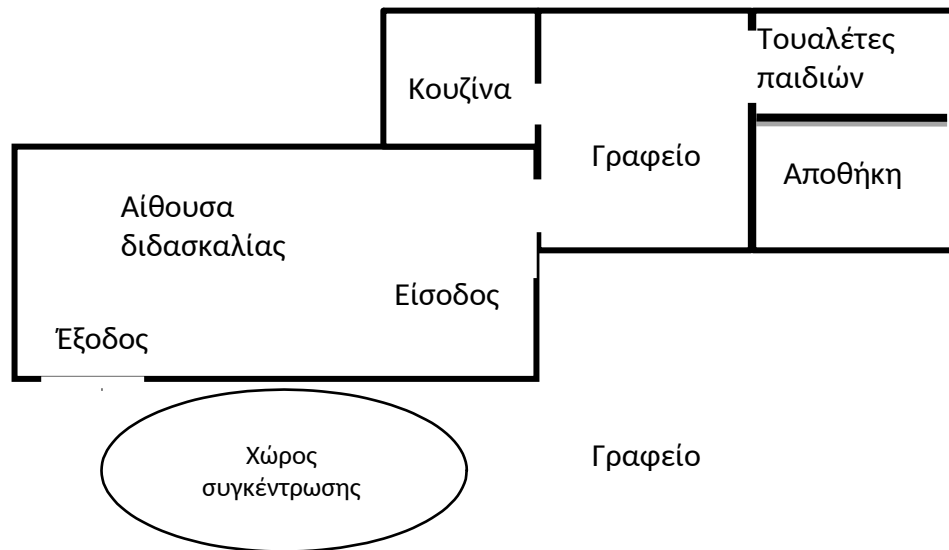 Κουζίνα
Τουαλέτες
παιδιών
Γραφείο
Αποθήκη
Αίθουσα
διδασκαλίας
Είσοδος
Έξοδος
Χώρος
συγκέντρωσης
Γραφείο